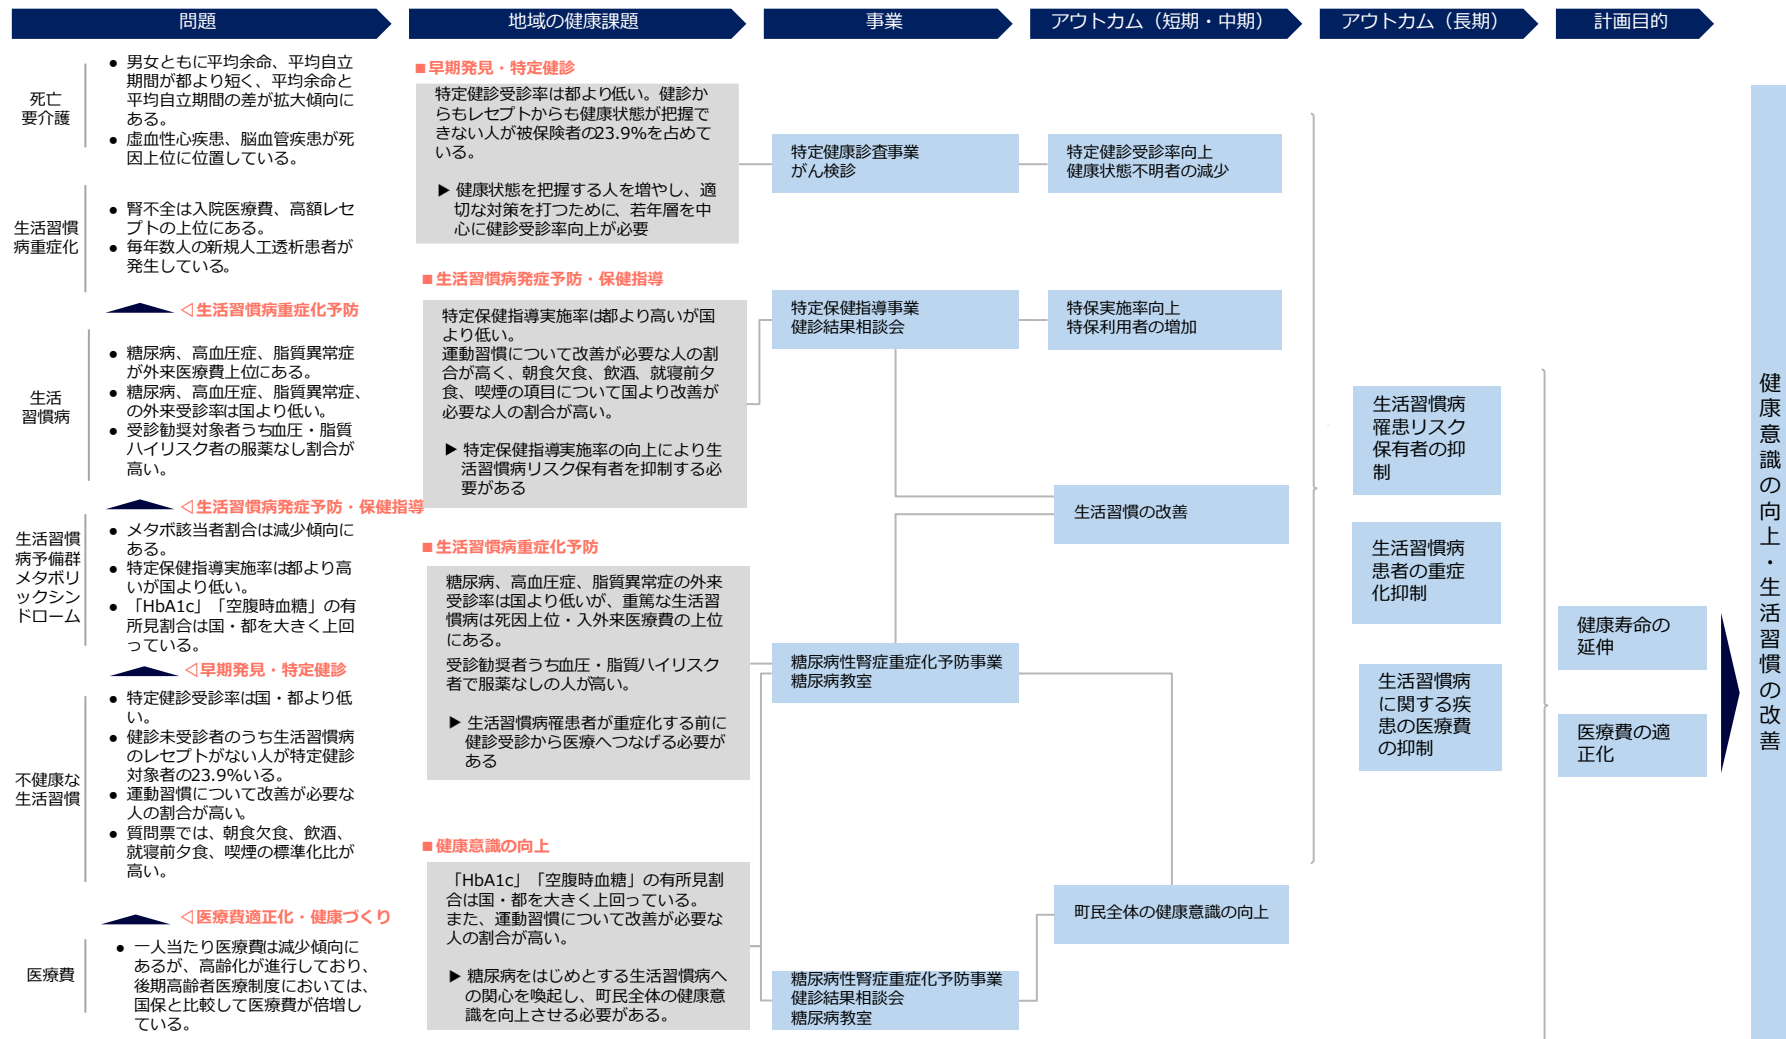 問題
地域の健康課題
事業
アウトカム（短期・中期）
アウトカム（長期）
計画目的
死亡
要介護
● 男女ともに平均余命、平均自立
期間が都より短く、平均余命と
平均自立期間の差が拡大傾向に
ある。
● 虚血性心疾患、脳血管疾患が死
因上位に位置している。
生活習慣
病重症化
● 腎不全は入院医療費、高額レセ
プトの上位にある。
● 毎年数人の新規人工透析患者が
発生している。
◁生活習慣病重症化予防
生活
習慣病
● 糖尿病、高血圧症、脂質異常症
が外来医療費上位にある。
● 糖尿病、高血圧症、脂質異常症、
の外来受診率は国より低い。
● 受診勧奨対象者うち血圧・脂質
ハイリスク者の服薬なし割合が
高い。
◁生活習慣病発症予防・保健指導
生活習慣
病予備群
メタボリ
ックシン
ドローム
● メタボ該当者割合は減少傾向に
ある。
● 特定保健指導実施率は都より高
いが国より低い。
● 「HbA1c」「空腹時血糖」の有
所見割合は国・都を大きく上回
っている。
◁早期発見・特定健診
不健康な
生活習慣
● 特定健診受診率は国・都より低
い。
● 健診未受診者のうち生活習慣病
のレセプトがない人が特定健診
対象者の23.9%いる。
● 運動習慣について改善が必要な
人の割合が高い。
● 質問票では、朝食欠食、飲酒、
就寝前夕食、喫煙の標準化比が
高い。
◁医療費適正化・健康づくり
医療費
● 一人当たり医療費は減少傾向に
あるが、高齢化が進行しており、
後期高齢者医療制度においては、
国保と比較して医療費が倍増し
ている。
■早期発見・特定健診
特定健診受診率は都より低い。健診か
らもレセプトからも健康状態が把握で
きない人が被保険者の23.9%を占めて
いる。
▶ 健康状態を把握する人を増やし、適
切な対策を打つために、若年層を中
心に健診受診率向上が必要
■生活習慣病発症予防・保健指導
特定保健指導実施率は都より高いが国
より低い。
運動習慣について改善が必要な人の割
合が高く、朝食欠食、飲酒、就寝前夕
食、喫煙の項目について国より改善が
必要な人の割合が高い。
▶ 特定保健指導実施率の向上により生
活習慣病リスク保有者を抑制する必
要がある
■生活習慣病重症化予防
糖尿病、高血圧症、脂質異常症の外来
受診率は国より低いが、重篤な生活習
慣病は死因上位・入外来医療費の上位
にある。
受診勧奨者うち血圧・脂質ハイリスク
者で服薬なしの人が高い。
▶ 生活習慣病罹患者が重症化する前に
健診受診から医療へつなげる必要が
ある
■健康意識の向上
「HbA1c」「空腹時血糖」の有所見割
合は国・都を大きく上回っている。
また、運動習慣について改善が必要な
人の割合が高い。
▶ 糖尿病をはじめとする生活習慣病へ
の関心を喚起し、町民全体の健康意
識を向上させる必要がある。
特定健康診査事業
がん検診
特定保健指導事業
健診結果相談会
糖尿病性腎症重症化予防事業
糖尿病教室
糖尿病性腎症重症化予防事業
健診結果相談会
糖尿病教室
特定健診受診率向上
健康状態不明者の減少
特保実施率向上
特保利用者の増加
生活習慣の改善
町民全体の健康意識の向上
生活習慣病
罹患リスク
保有者の抑
制
生活習慣病
患者の重症
化抑制
生活習慣病
に関する疾
患の医療費
の抑制
健康寿命の
延伸
医療費の適
正化
健康意識の向上・生活習慣の改善